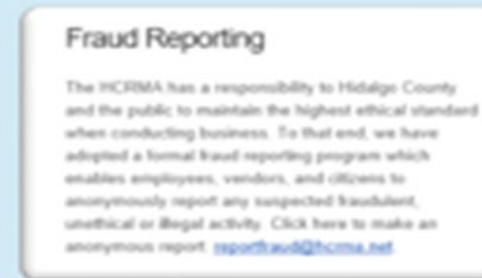 Fraud Reporting
The HCRMA has a responsibility to Hidalgo County
and the public to maintain the highest ethical standard
when conducting business. To that end, we have
adopted a formal fraud reporting program which
enables employees, vendors, and citizens to
anonymously report any suspected fraudulent,
unethical or illegal activity. Click here to make an
anonymous report: reportfraud@hcrma.net